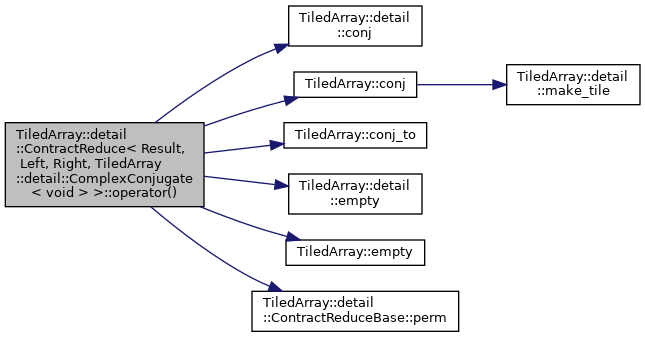 TiledArray::detail
::conj
TiledArray::conj
TiledArray::detail
::make_tile
TiledArray::detail
::ContractReduce< Result,
Left, Right, TiledArray
::detail::ComplexConjugate
< void > >::operator()
TiledArray::conj_to
TiledArray::detail
::empty
TiledArray::empty
TiledArray::detail
::ContractReduceBase::perm